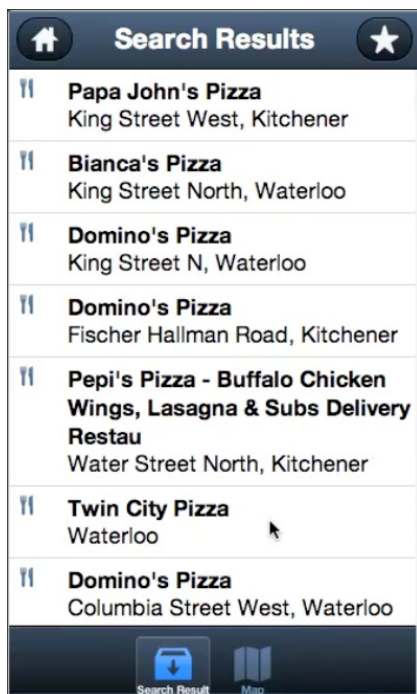 Search Results
Papa John's Pizza
King Street West, Kitchener
Bianca's Pizza
King Street North, Waterloo
Domino's Pizza
King Street N, Waterloo
Domino's Pizza
Fischer Hallman Road, Kitchener
Pepi's Pizza - Buffalo Chicken
Wings, Lasagna & Subs Delivery
Restau
Water Street North, Kitchener
Twin City Pizza
Waterloo
Domino's Pizza
Columbia Street West, Waterloo
Search Result Map